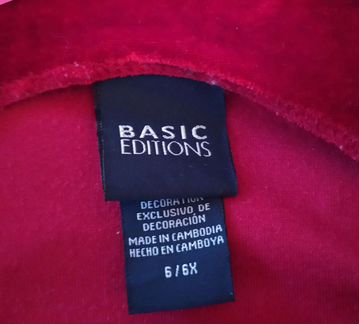 BASIC
EDITIONS
DECORATION
EXCLUSIVO DE
DECORACIÓN
MADE IN CAMBODIA
HECHO EN CAMBOYA
6/6X